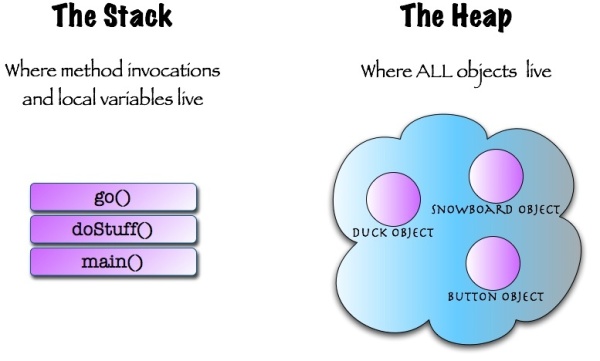 The Stack
Where method invocations
and local variables live
go()
doStuff()
main()
The Heap
Where ALL objects live
DUCK OBJECT
SNOWBOARD OBJECT
BUTTON OBJECT